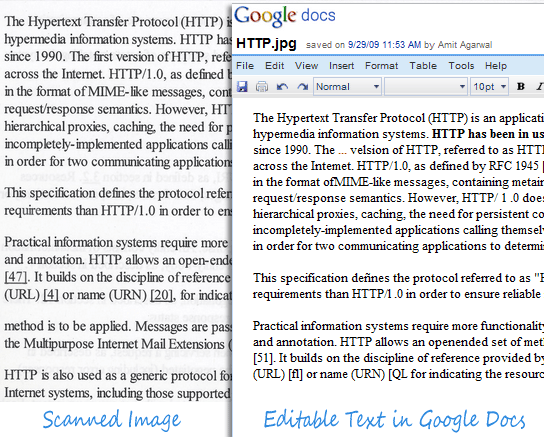 The Hypertext Transfer Protocol (HTTP) is
hypermedia information systems. HTTP has
since 1990. The first version of HTTP, refe
across the Internet. HTTP/1.0, as defined b
in the format of MIME-like messages, cont
request/response semantics. However, HT
hierarchical proxies, caching, the need for p
incompletely-implemented applications calli
in order for two communicating applications
This specification defines the protocol refer
requirements than HTTP/1.0 in order to ens
Practical information systems require more
and annotation. HTTP allows an open-ende
[47]. It builds on the discipline of reference
(URL) [4] or name (URN) [20], for indicat
method is to be applied. Messages are pas
the Multipurpose Internet Mail Extensions (
HTTP is also used as a generic protocol for
Internet systems, including those supported
Scanned Image
Google docs
HTTP.jpg saved on 9/29/09 11:53 AM by Amit Agarwal
File Edit View Insert Format Table Tools Help
Normal 10pt B I
The Hypertext Transfer Protocol (HTTP) is an applicati
hypermedia information systems. HTTP has been in us
since 1990. The ... velsion of HTTP, referred to as HTTP
across the Intemet. HTTP/1.0, as defined by RFC 1945 [
in the format ofMIME-like messages, containing metain
request/response semantics. However, HTTP/ 1 .0 does
hierarchical proxies, caching, the need for persistent co
incompletely-implemented applications calling themselv
in order for two communicating applications to determi
This specification defines the protocol referred to as "H
requirements than HTTP/1.0 in order to ensure reliable
Practical information systems require more functionality
and annotation. HTTP allows an openended set of meth
[51]. It builds on the discipline of reference provided by
(URL) [fl] or name (URN) [QL for indicating the resourc
Editable Text in Google Docs